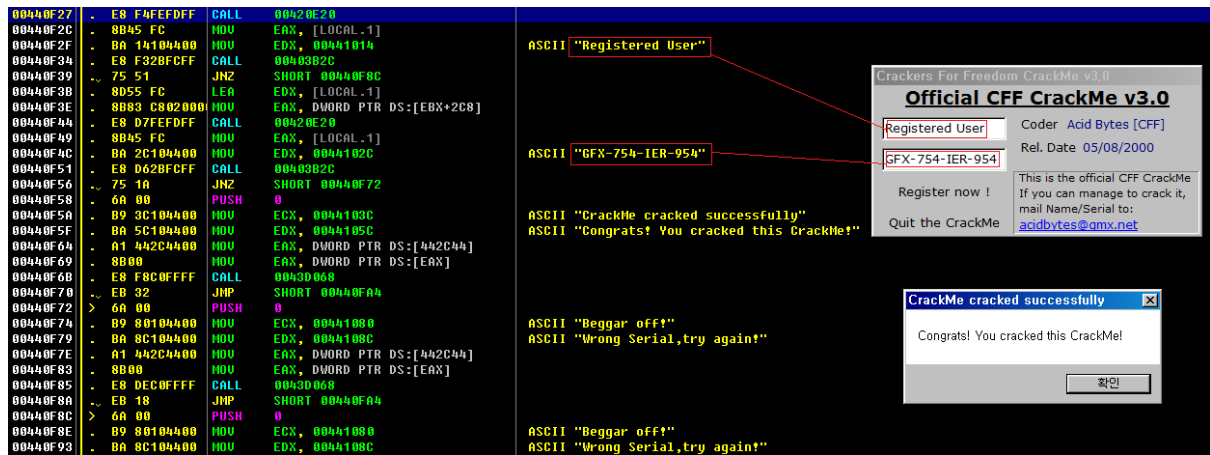 00440F27 . E8 F4FEFDFF CALL 00420E20
00440F2C . 8B45 FC MOV EAX, [LOCAL.1]
00440F2F . BA 14104400 MOV EDX, 00441014 ASCII "Registered User"
00440F34 . E8 F32BFCFF CALL 00403B2C
00440F39 .v 75 51 JNZ SHORT 00440F8C
00440F3B . 8D55 FC LEA EDX, [LOCAL.1]
00440F3E . 8B83 C802000 MOV EAX, DWORD PTR DS:[EBX+2C8]
00440F44 . E8 D7FEFDFF CALL 00420E20
00440F49 . 8B45 FC MOV EAX, [LOCAL.1]
00440F4C . BA 2C104400 MOV EDX, 0044102C ASCII "GFX-754-IER-954"
00440F51 . E8 D62BFCFF CALL 00403B2C
00440F56 .v 75 1A JNZ SHORT 00440F72
00440F58 . 6A 00 PUSH 0
00440F5A . B9 3C104400 MOV ECX, 0044103C ASCII "CrackMe cracked successfully"
00440F5F . BA 5C104400 MOV EDX, 0044105C ASCII "Congrats! You cracked this CrackMe!"
00440F64 . A1 442C4400 MOV EAX, DWORD PTR DS:[442C44]
00440F69 . 8B00 MOV EAX, DWORD PTR DS:[EAX]
00440F6B . E8 F8C0FFFF CALL 0043D068
00440F70 .v EB 32 JMP SHORT 00440FA4
00440F72 > 6A 00 PUSH 0
00440F74 . B9 80104400 MOV ECX, 00441080 ASCII "Beggar off!"
00440F79 . BA 8C104400 MOV EDX, 0044108C ASCII "Wrong Serial,try again!"
00440F7E . A1 442C4400 MOV EAX, DWORD PTR DS:[442C44]
00440F83 . 8B00 MOV EAX, DWORD PTR DS:[EAX]
00440F85 . E8 DEC0FFFF CALL 0043D068
00440F8A .v EB 18 JMP SHORT 00440FA4
00440F8C > 6A 00 PUSH 0
00440F8E . B9 80104400 MOV ECX, 00441080 ASCII "Beggar off!"
00440F93 . BA 8C104400 MOV EDX, 0044108C ASCII "Wrong Serial,try again!"
Crackers For Freedom CrackMe v3.0
Official CFF CrackMe v3.0
Registered User
Coder Acid Bytes [CFF]
Rel. Date 05/08/2000
GFX-754-IER-954
This is the official CFF CrackMe
If you can manage to crack it,
mail Name/Serial to:
acidbytes@gmx.net
Register now !
Quit the CrackMe
CrackMe cracked successfully
Congrats! You cracked this CrackMe!
확인